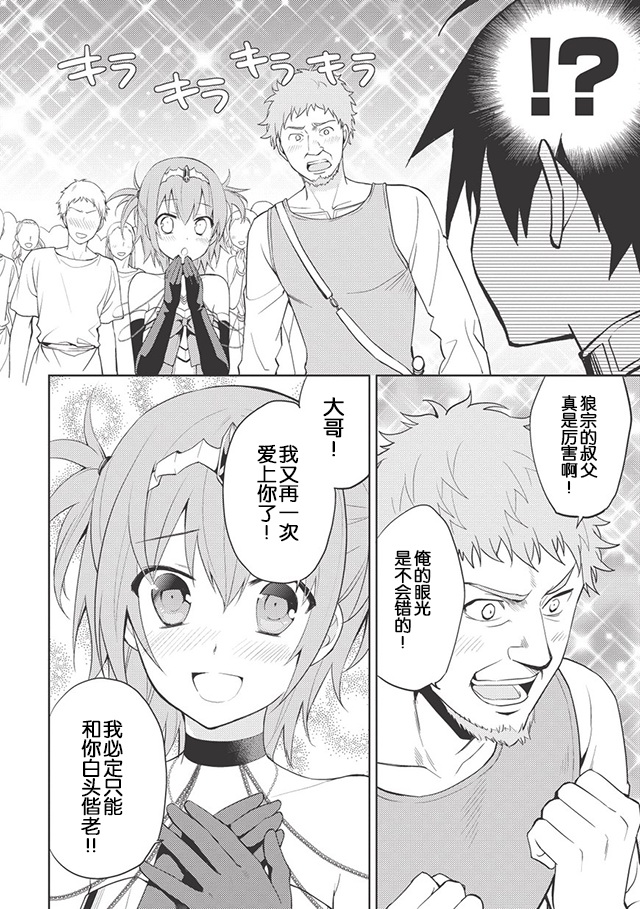 !?
キラ
キラ
キラ
キラ
狼宗的叔父
真是厉害啊！
俺的眼光
是不会错的！
大哥！
我又再一次
爱上你了！
我必定只能
和你白头偕老!!